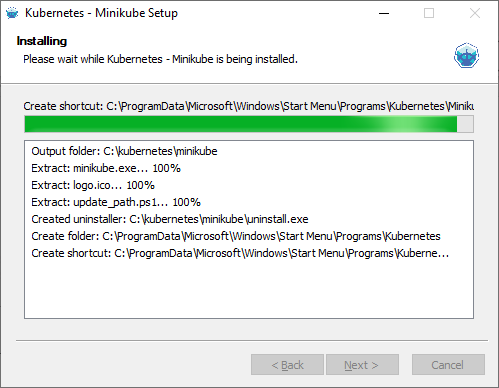 Kubernetes - Minikube Setup
Installing
Please wait while Kubernetes - Minikube is being installed.
Create shortcut: C:\ProgramData\Microsoft\Windows\Start Menu\Programs\Kubernetes\Miniku
Output folder: C:\kubernetes\minikube
Extract: minikube.exe... 100%
Extract: logo.ico... 100%
Extract: update_path.ps1... 100%
Created uninstaller: C:\kubernetes\minikube\uninstall.exe
Create folder: C:\ProgramData\Microsoft\Windows\Start Menu\Programs\Kubernetes
Create shortcut: C:\ProgramData\Microsoft\Windows\Start Menu\Programs\Kuberne...
< Back
Next >
Cancel